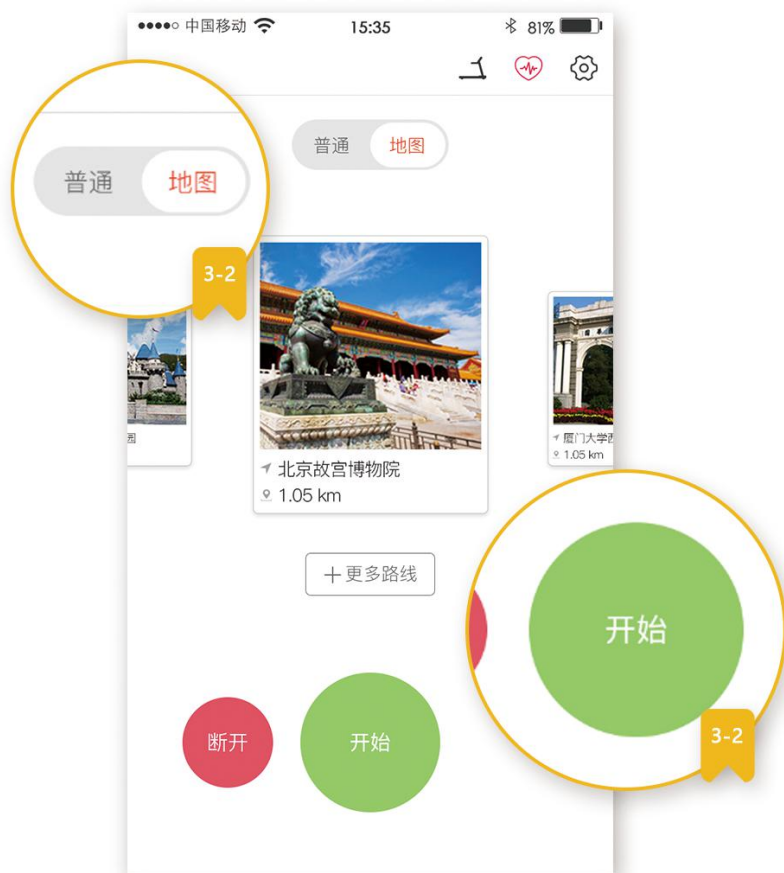 中国移动
15:35
81%
普通 地图
普通 地图
3-2
北京故宫博物院
1.05 km
园
厦门大学西
1.05 km
+更多路线
断开
开始
开始
3-2